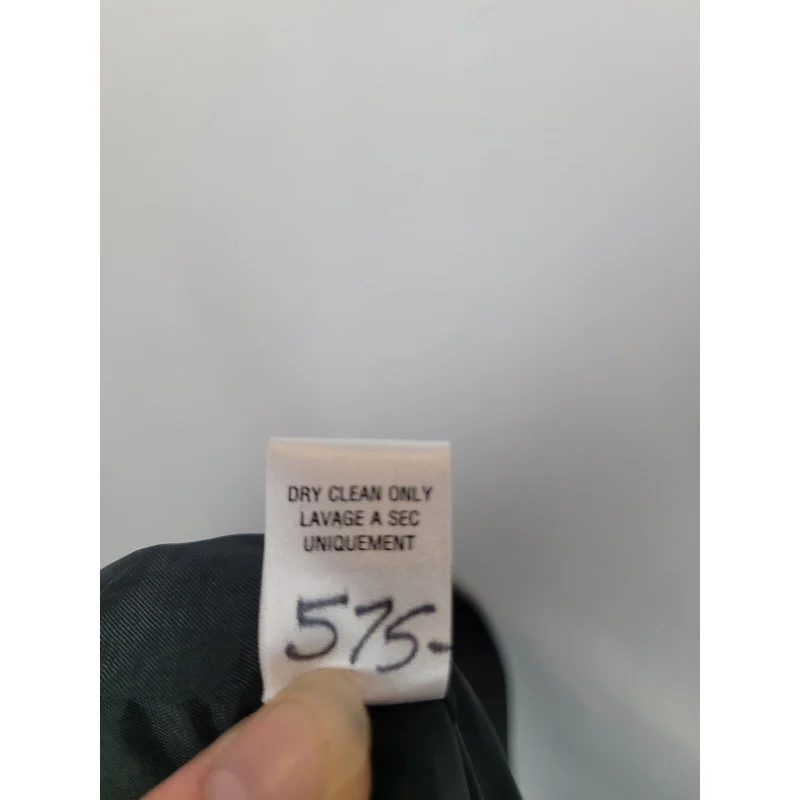 DRY CLEAN ONLY
LAVAGE A SEC
UNIQUEMENT
575-